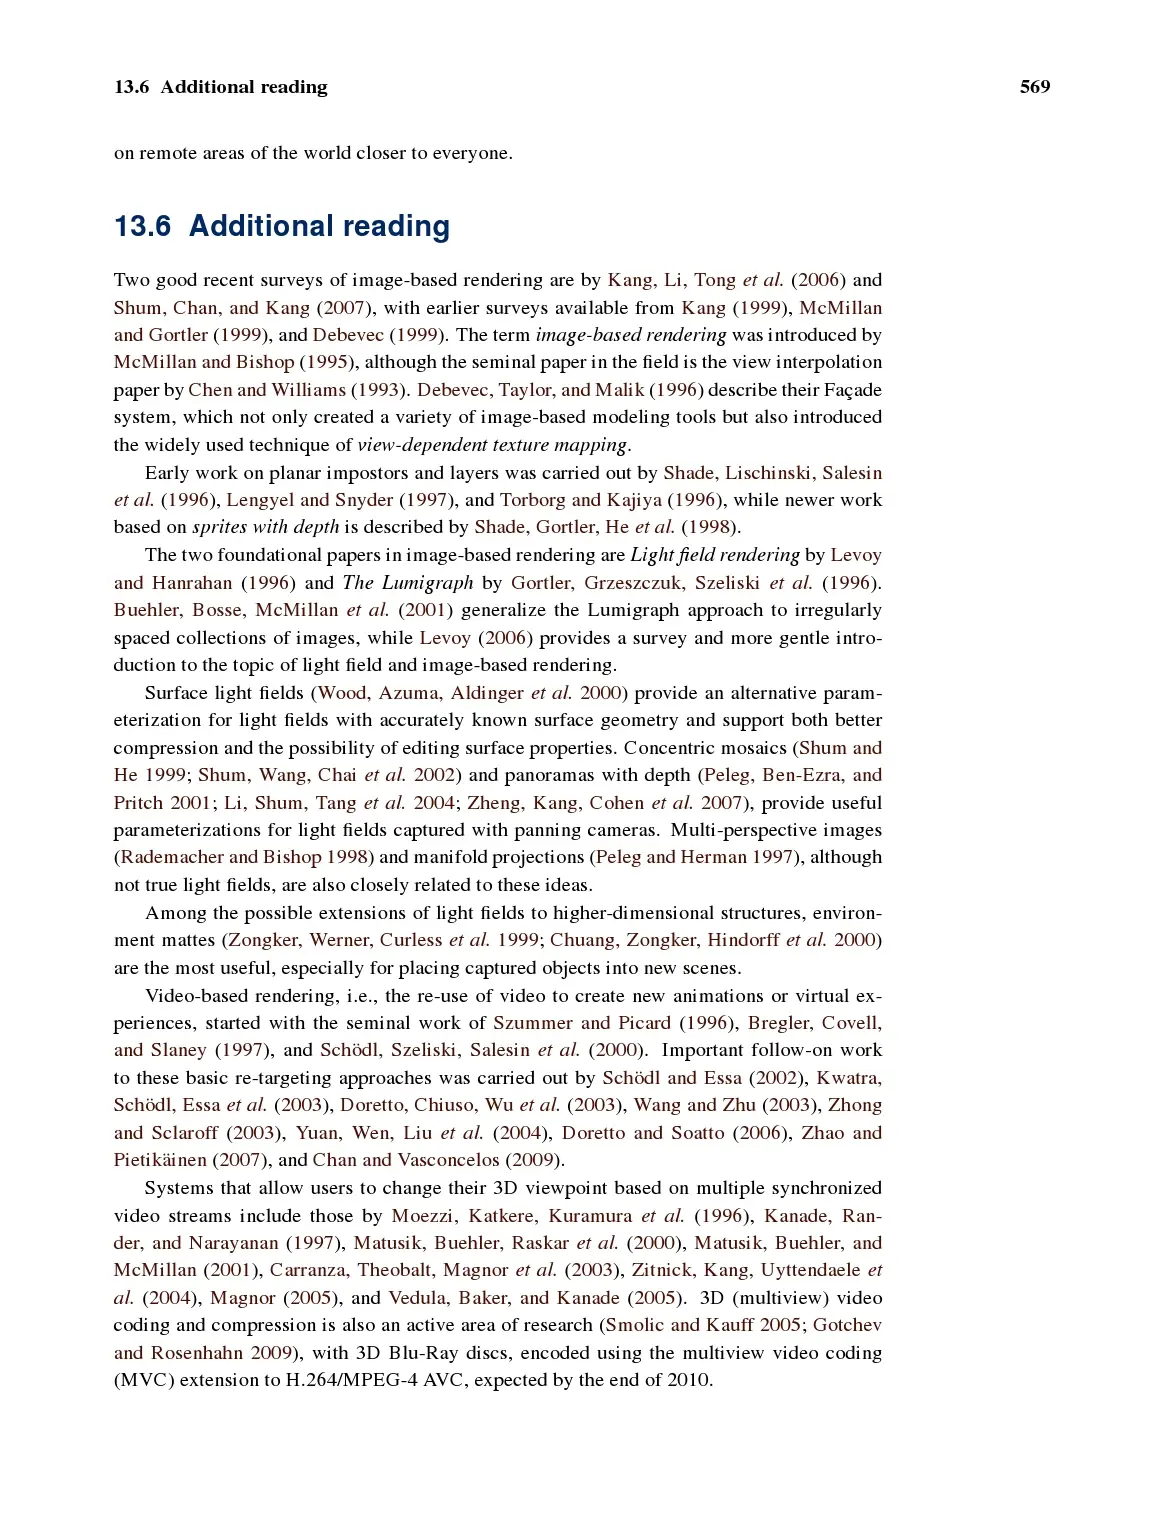 13.6 Additional reading 569
on remote areas of the world closer to everyone.
13.6 Additional reading
Two good recent surveys of image-based rendering are by Kang, Li, Tong et al. (2006) and
Shum, Chan, and Kang (2007), with earlier surveys available from Kang (1999), McMillan
and Gortler (1999), and Debevec (1999). The term image-based rendering was introduced by
McMillan and Bishop (1995), although the seminal paper in the field is the view interpolation
paper by Chen and Williams (1993). Debevec, Taylor, and Malik (1996) describe their Façade
system, which not only created a variety of image-based modeling tools but also introduced
the widely used technique of view-dependent texture mapping.
Early work on planar impostors and layers was carried out by Shade, Lischinski, Salesin
et al. (1996), Lengyel and Snyder (1997), and Torborg and Kajiya (1996), while newer work
based on sprites with depth is described by Shade, Gortler, He et al. (1998).
The two foundational papers in image-based rendering are Light field rendering by Levoy
and Hanrahan (1996) and The Lumigraph by Gortler, Grzeszczuk, Szeliski et al. (1996).
Buehler, Bosse, McMillan et al. (2001) generalize the Lumigraph approach to irregularly
spaced collections of images, while Levoy (2006) provides a survey and more gentle intro-
duction to the topic of light field and image-based rendering.
Surface light fields (Wood, Azuma, Aldinger et al. 2000) provide an alternative param-
eterization for light fields with accurately known surface geometry and support both better
compression and the possibility of editing surface properties. Concentric mosaics (Shum and
He 1999; Shum, Wang, Chai et al. 2002) and panoramas with depth (Peleg, Ben-Ezra, and
Pritch 2001; Li, Shum, Tang et al. 2004; Zheng, Kang, Cohen et al. 2007), provide useful
parameterizations for light fields captured with panning cameras. Multi-perspective images
(Rademacher and Bishop 1998) and manifold projections (Peleg and Herman 1997), although
not true light fields, are also closely related to these ideas.
Among the possible extensions of light fields to higher-dimensional structures, environ-
ment mattes (Zongker, Werner, Curless et al. 1999; Chuang, Zongker, Hindorff et al. 2000)
are the most useful, especially for placing captured objects into new scenes.
Video-based rendering, i.e., the re-use of video to create new animations or virtual ex-
periences, started with the seminal work of Szummer and Picard (1996), Bregler, Covell,
and Slaney (1997), and Schödl, Szeliski, Salesin et al. (2000). Important follow-on work
to these basic re-targeting approaches was carried out by Schödl and Essa (2002), Kwatra,
Schödl, Essa et al. (2003), Doretto, Chiuso, Wu et al. (2003), Wang and Zhu (2003), Zhong
and Sclaroff (2003), Yuan, Wen, Liu et al. (2004), Doretto and Soatto (2006), Zhao and
Pietikäinen (2007), and Chan and Vasconcelos (2009).
Systems that allow users to change their 3D viewpoint based on multiple synchronized
video streams include those by Moezzi, Katkere, Kuramura et al. (1996), Kanade, Ran-
der, and Narayanan (1997), Matusik, Buehler, Raskar et al. (2000), Matusik, Buehler, and
McMillan (2001), Carranza, Theobalt, Magnor et al. (2003), Zitnick, Kang, Uyttendaele et
al. (2004), Magnor (2005), and Vedula, Baker, and Kanade (2005). 3D (multiview) video
coding and compression is also an active area of research (Smolic and Kauff 2005; Gotchev
and Rosenhahn 2009), with 3D Blu-Ray discs, encoded using the multiview video coding
(MVC) extension to H.264/MPEG-4 AVC, expected by the end of 2010.